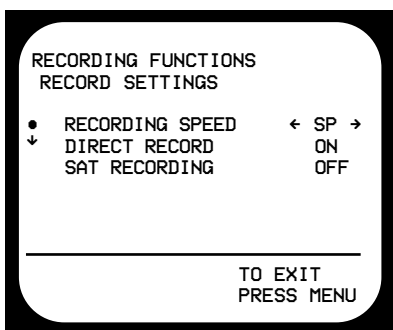 RECORDING FUNCTIONS
RECORD SETTINGS
● RECORDING SPEED ← SP →
↓ DIRECT RECORD ON
SAT RECORDING OFF
TO EXIT
PRESS MENU